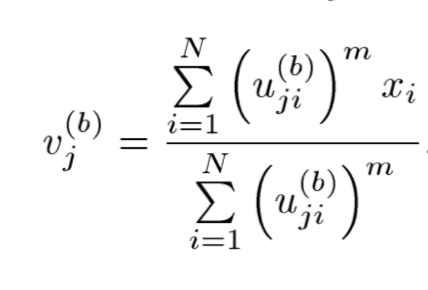 v_j^{(b)} = \frac{\sum_{i=1}^{N} \left( u_{ji}^{(b)} \right)^m x_i}{\sum_{i=1}^{N} \left( u_{ji}^{(b)} \right)^m}.